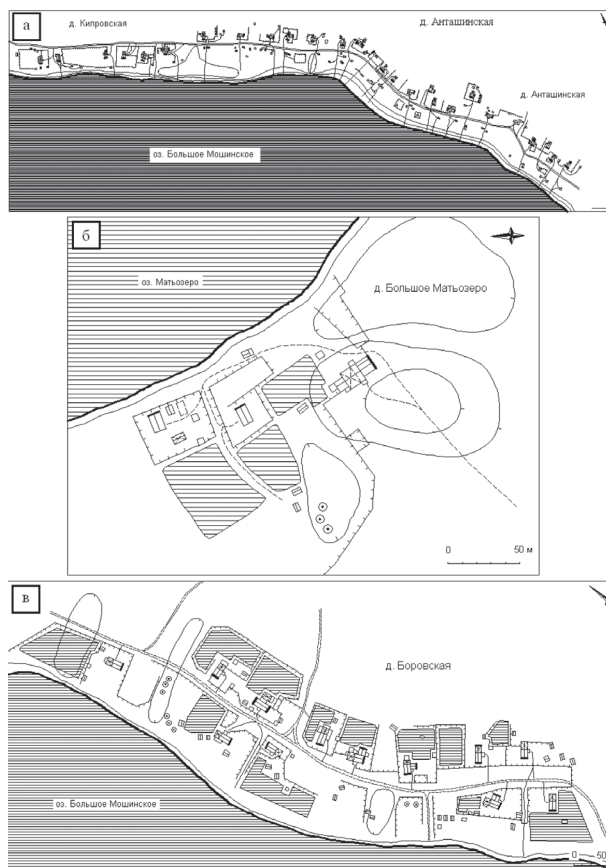 а
д. Кипровская
д. Анташинская
д. Анташинская
оз. Большое Мошинское
б
оз. Матьозеро
д. Большое Матьозеро
0 50 м
в
д. Боровская
оз. Большое Мошинское
0 50